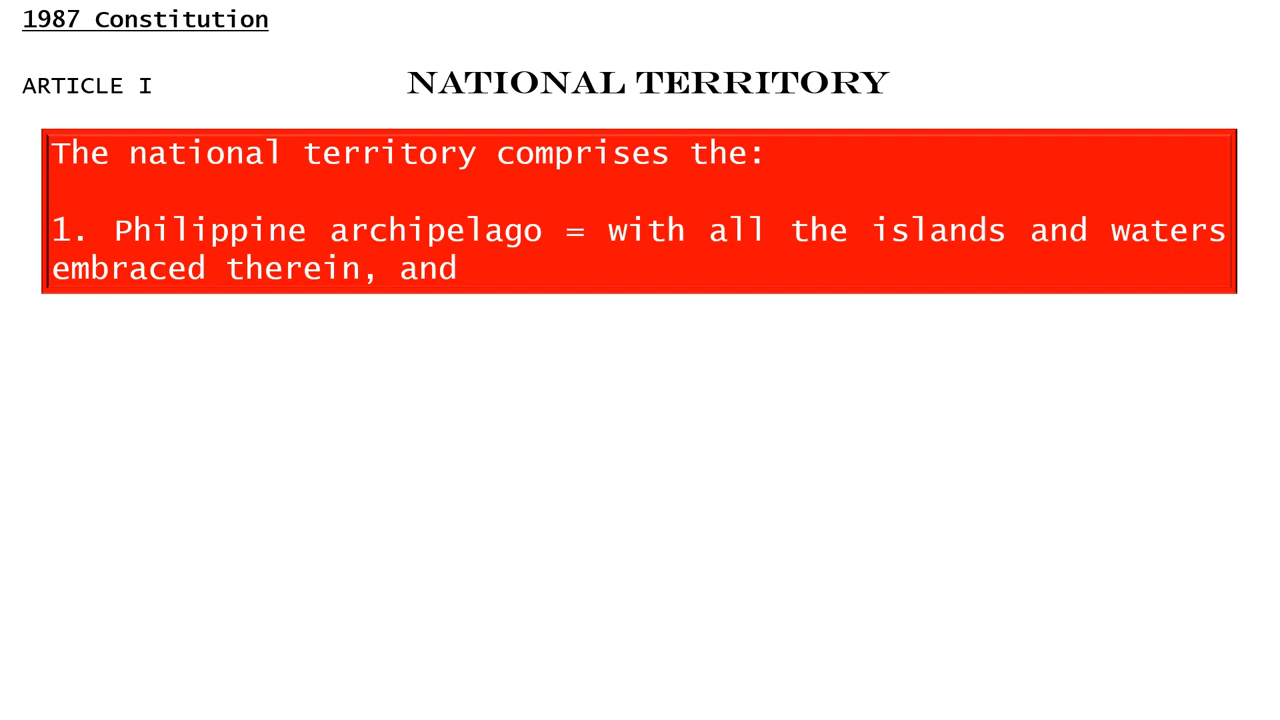 1987 Constitution
ARTICLE I NATIONAL TERRITORY
The national territory comprises the:
1. Philippine archipelago = with all the islands and waters
embraced therein, and